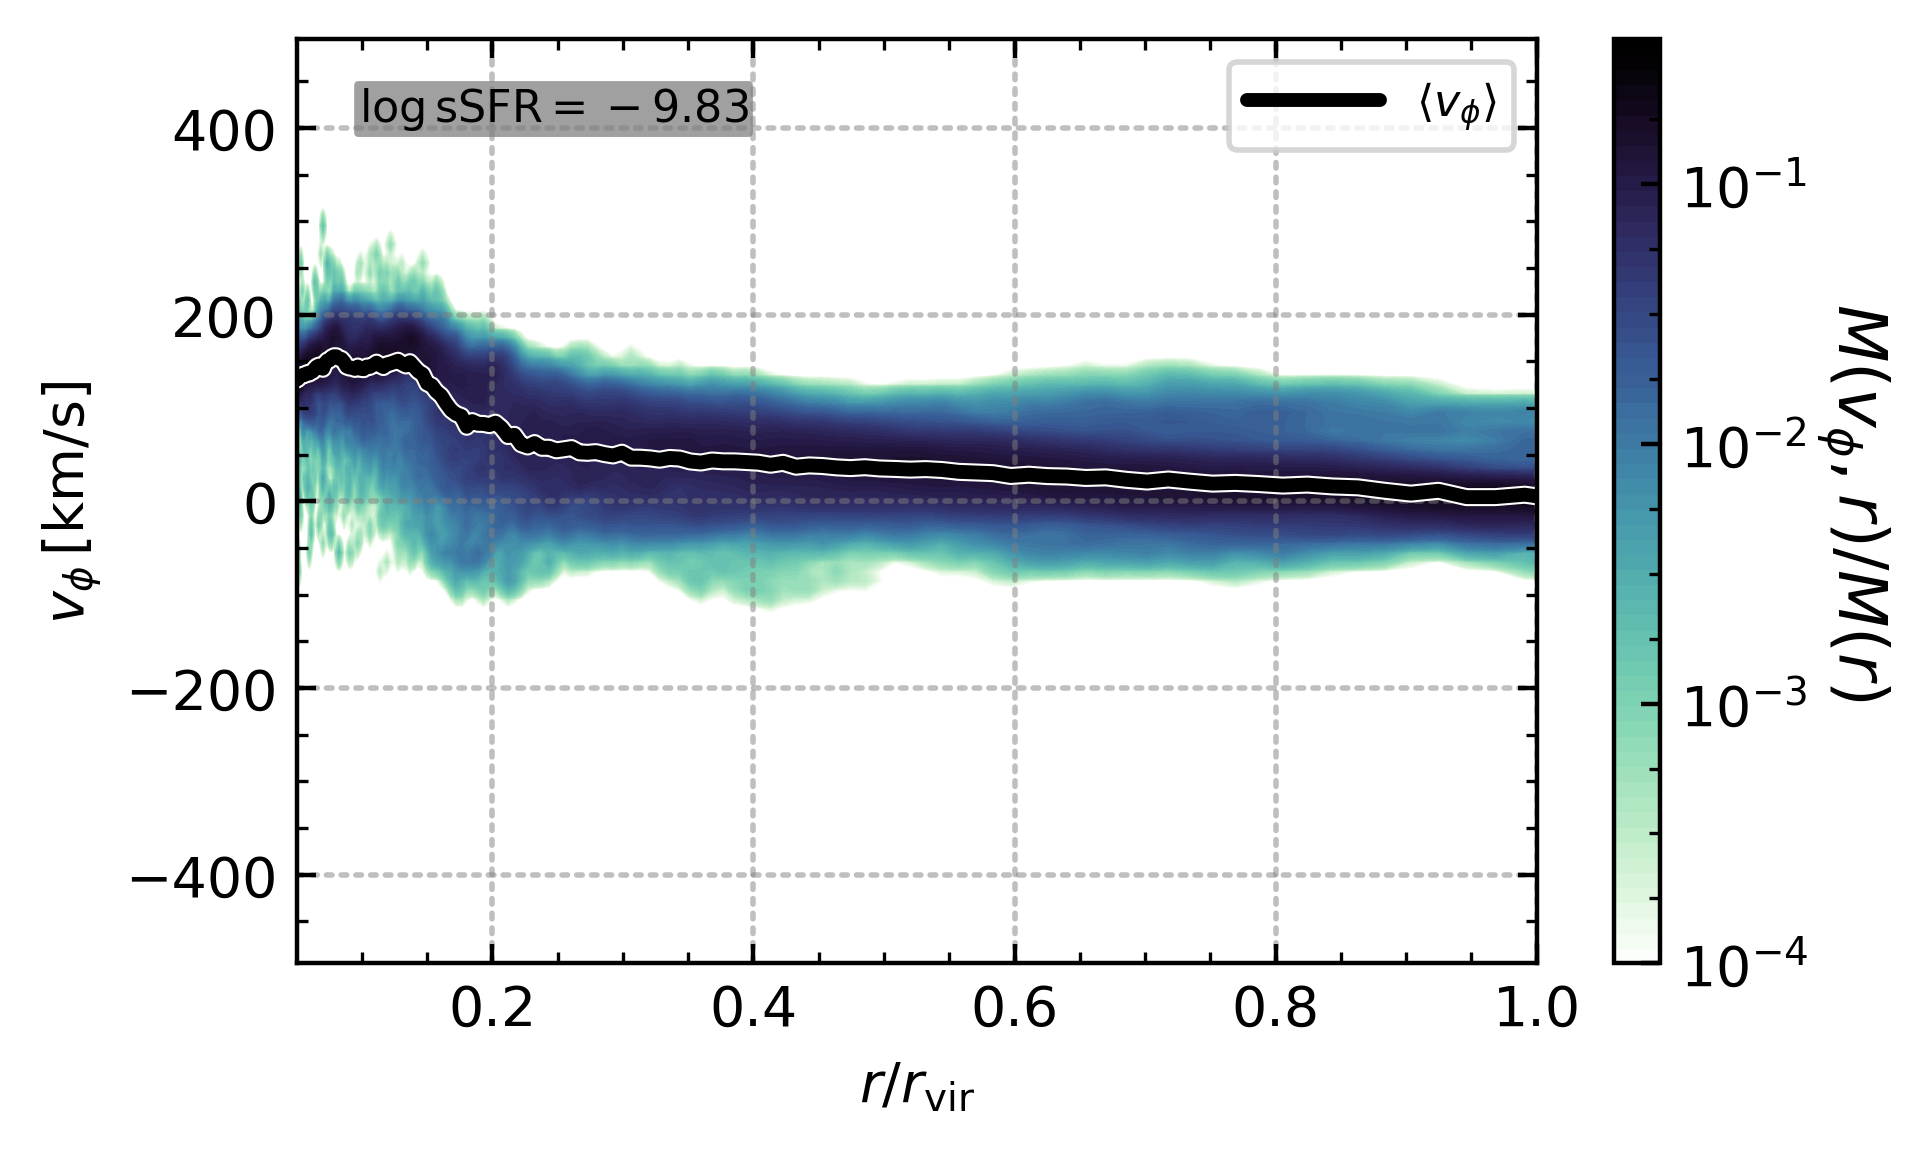 log sSFR = − 9.83
⟨v_ϕ⟩
400
200
0
−200
−400
v_ϕ [km/s]
0.2 0.4 0.6 0.8 1.0
r/r_vir
10⁻¹
10⁻²
10⁻³
10⁻⁴
M(v_ϕ, r)/M(r)